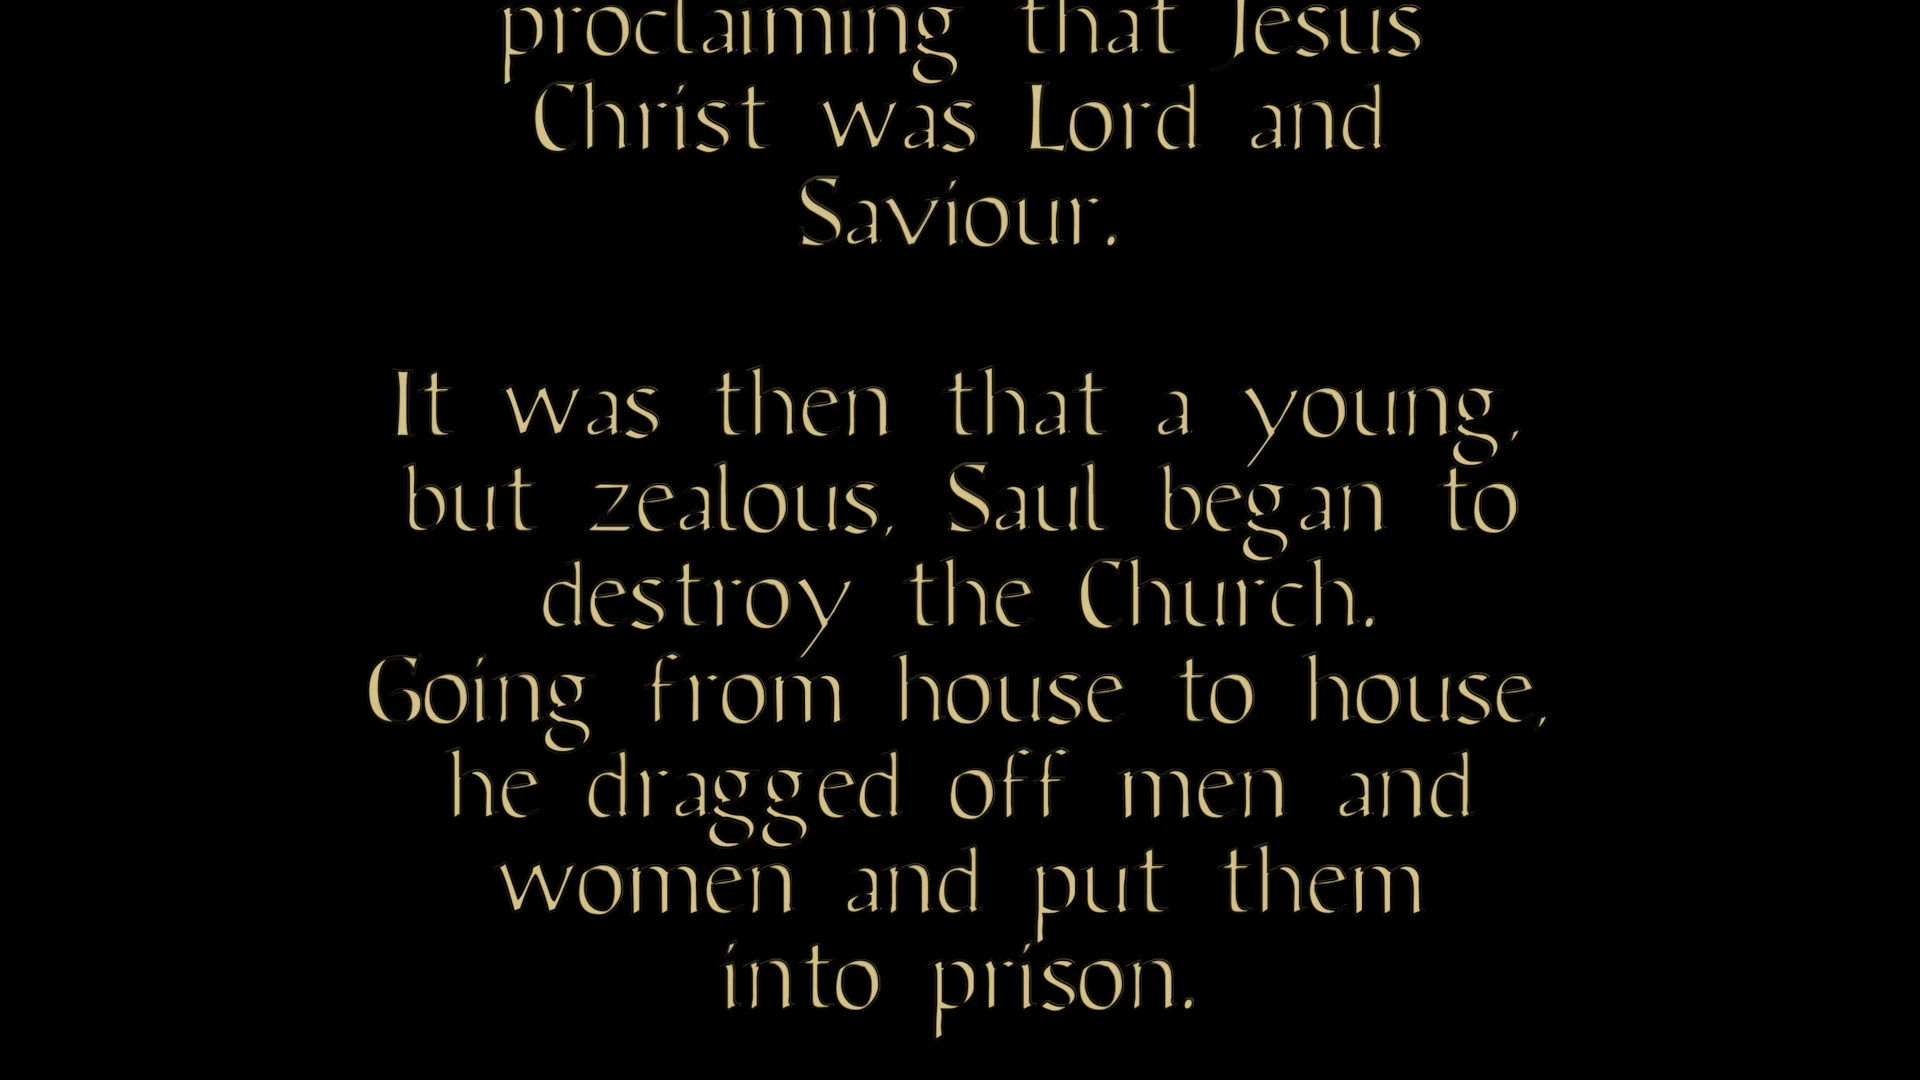 proclaiming that Jesus
Christ was Lord and
Saviour.
It was then that a young,
but zealous, Saul began to
destroy the Church.
Going from house to house,
he dragged off men and
women and put them
into prison.